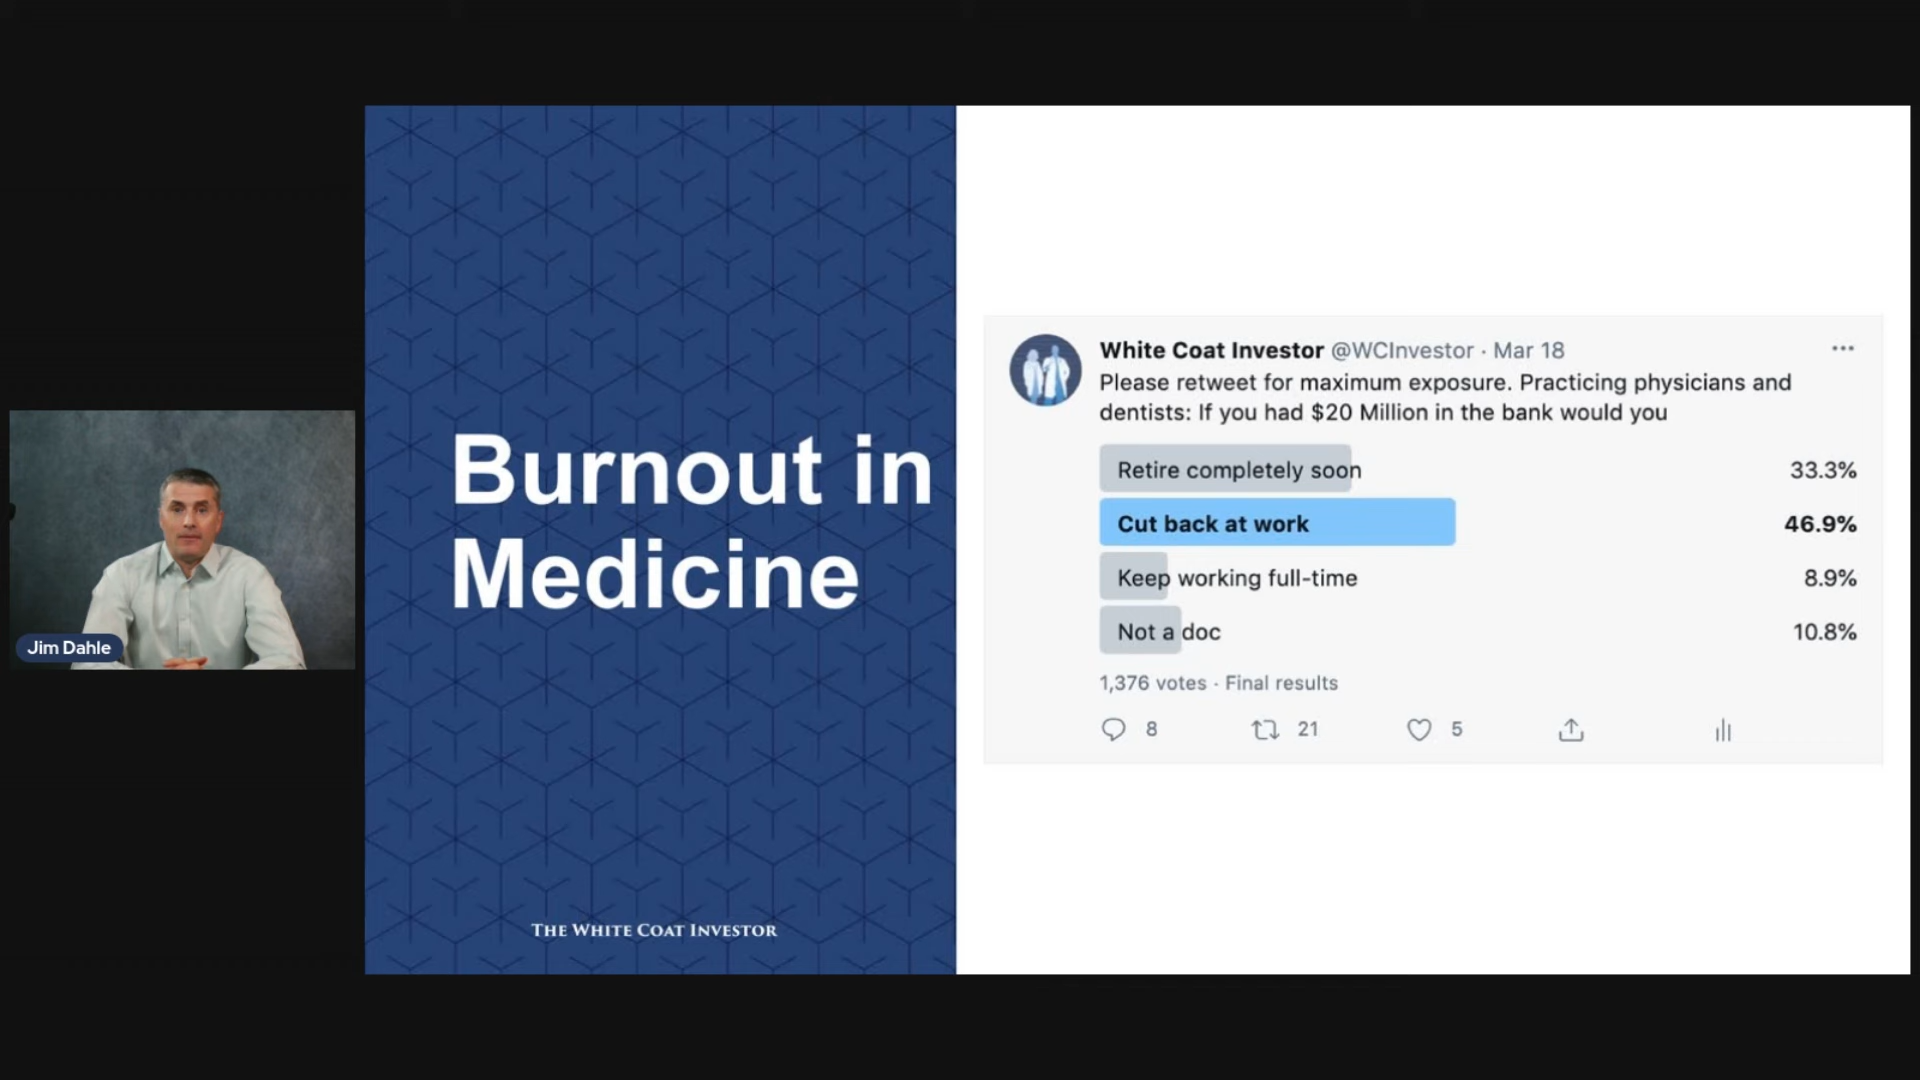 Jim Dahle
Burnout in
Medicine
THE WHITE COAT INVESTOR
White Coat Investor @WCInvestor · Mar 18
Please retweet for maximum exposure. Practicing physicians and
dentists: If you had $20 Million in the bank would you
Retire completely soon 33.3%
Cut back at work 46.9%
Keep working full-time 8.9%
Not a doc 10.8%
1,376 votes · Final results
8 21 5